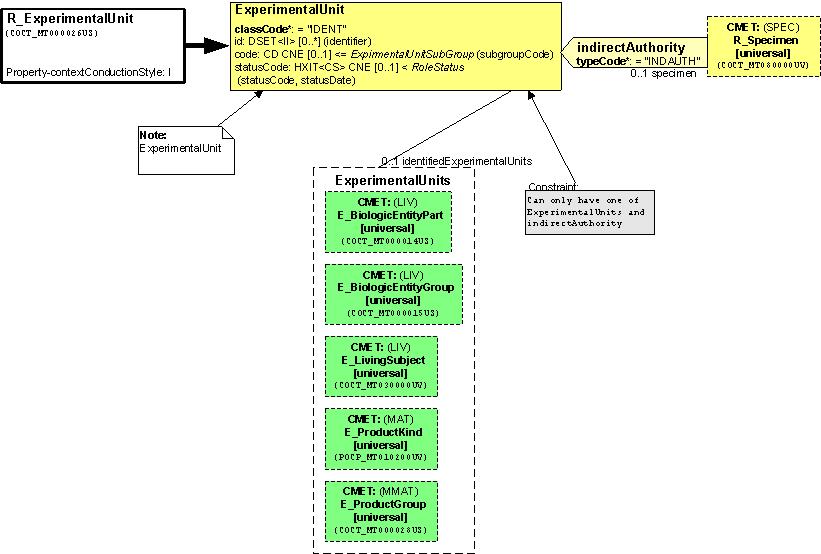 R_ExperimentalUnit
(COCT_MT000026US)
Property-contextConductionStyle: I
ExperimentalUnit
classCode*: = "IDENT"
id: DSET<II> [0..*] (identifier)
code: CD CNE [0..1] <= ExpirmentalUnitSubGroup (subgroupCode)
statusCode: HXIT<CS> CNE [0..1] < RoleStatus
(statusCode, statusDate)
indirectAuthority
typeCode*: = "INDAUTH"
0..1 specimen
CMET: (SPEC)
R_Specimen
[universal]
(COCT_MT080000UV)
Note:
ExperimentalUnit
0..1 identifiedExperimentalUnits
Constraint:
Can only have one of
ExperimentalUnits and
indirectAuthority
ExperimentalUnits
CMET: (LIV)
E_BiologicEntityPart
[universal]
(COCT_MT000014US)
CMET: (LIV)
E_BiologicEntityGroup
[universal]
(COCT_MT000015US)
CMET: (LIV)
E_LivingSubject
[universal]
(COCT_MT030000UV)
CMET: (MAT)
E_ProductKind
[universal]
(POCP_MT010200UV)
CMET: (MMAT)
E_ProductGroup
[universal]
(COCT_MT000028US)